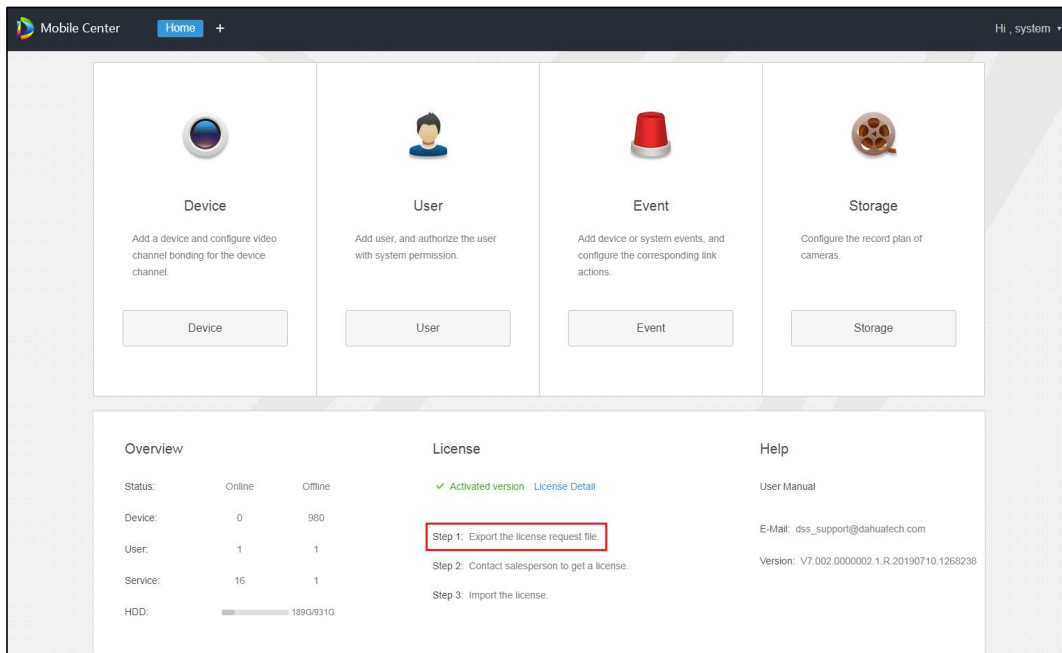 Mobile Center Home + Hi , system
Device User Event Storage
Add a device and configure video
channel bonding for the device
channel.
Add user, and authorize the user
with system permission.
Add device or system events, and
configure the corresponding link
actions.
Configure the record plan of
cameras.
Device User Event Storage
Overview
Status: Online Offline
Device: 0 980
User: 1 1
Service: 16 1
HDD: 189G/931G
License
Activated version License Detail
Step 1: Export the license request file.
Step 2: Contact salesperson to get a license.
Step 3: Import the license.
Help
User Manual
E-Mail: dss_support@dahuatech.com
Version: V7.002.0000002.1.R.20190710.1268238